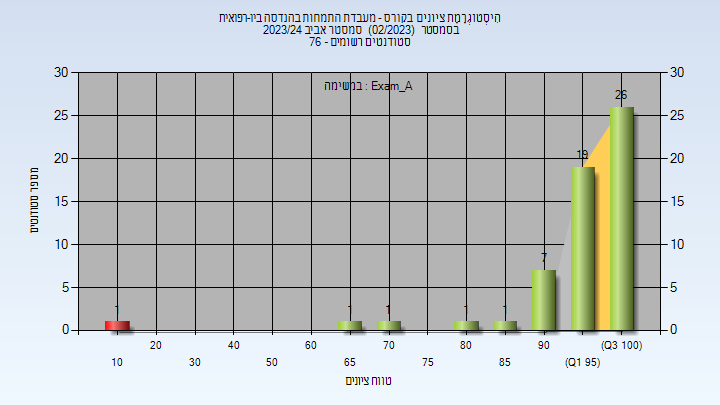 הִיסְטוֹגְרָמַת ציונים בקורס - מעבדת התמחות בהנדסה ביו-רפואית
בסמסטר (02/2023) סמסטר אביב 2023/24
סטודנטים רשומים - 76
במשימה : Exam_A
מספר סטודנטים
30 25 20 15 10 5 0
30 25 20 15 10 5 0
1 1 1 1 1 7 19 26
20 40 60 70 80 90 (Q3 100)
10 30 50 65 75 85 (Q1 95)
טווח ציונים